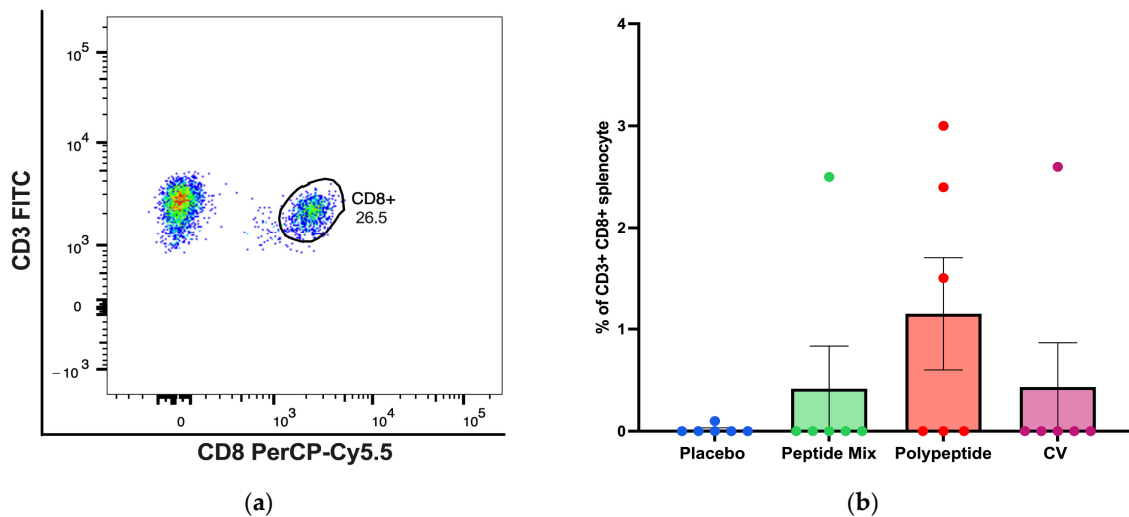 CD3 FITC
10^5
10^4
10^3
0
−10^3
CD8+
26.5
0
10^3
10^4
10^5
CD8 PerCP-Cy5.5
(a)
% of CD3+ CD8+ splenocyte
4
3
2
1
0
Placebo
Peptide Mix
Polypeptide
CV
(b)